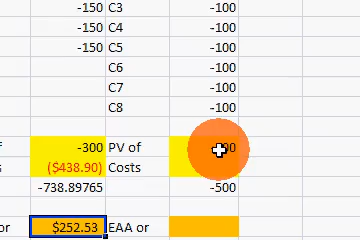 -150 C3 -100
-150 C4 -100
-150 C5 -100
C6 -100
C7 -100
C8 -100
-300 PV of
($438.90) Costs
-738.89765 -500
or $252.53 EAA or